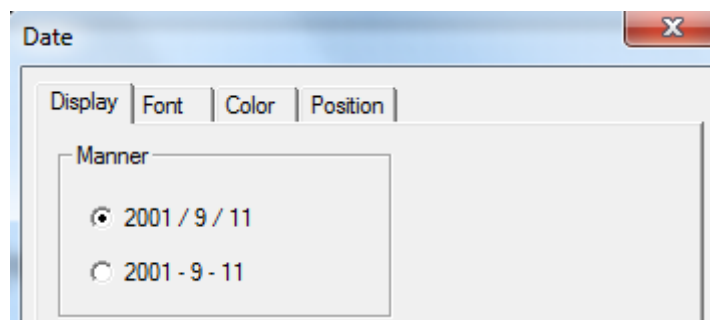 Date
Display Font Color Position
Manner
2001 / 9 / 11
2001 - 9 - 11